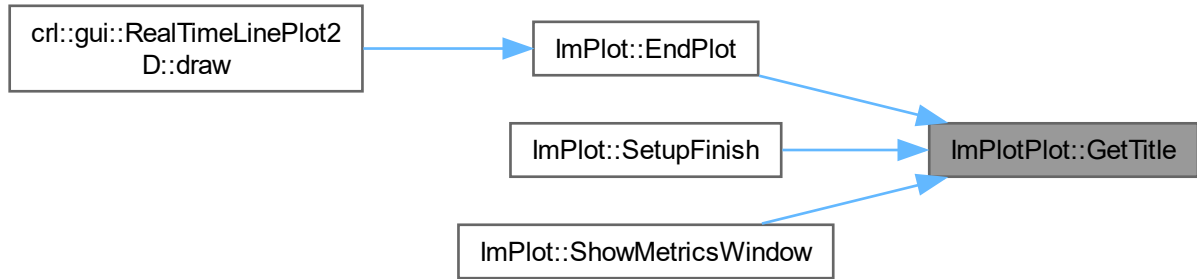 crl::gui::RealTimeLinePlot2
D::draw
ImPlot::EndPlot
ImPlot::SetupFinish
ImPlotPlot::GetTitle
ImPlot::ShowMetricsWindow